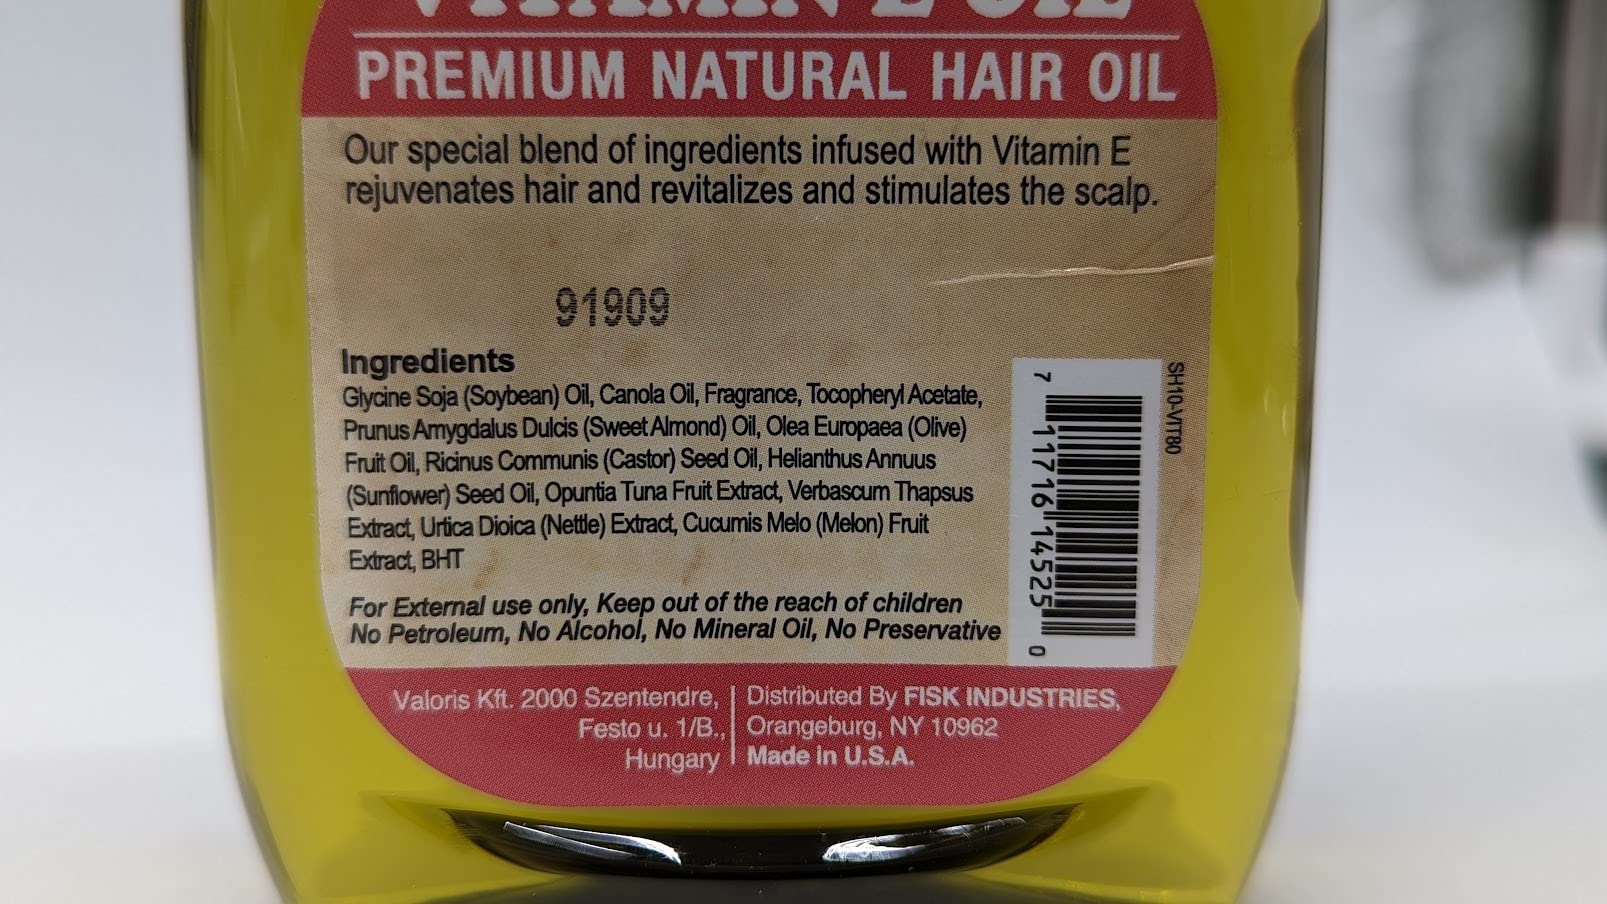 VITAMIN E OIL
PREMIUM NATURAL HAIR OIL
Our special blend of ingredients infused with Vitamin E
rejuvenates hair and revitalizes and stimulates the scalp.
91909
Ingredients
Glycine Soja (Soybean) Oil, Canola Oil, Fragrance, Tocopheryl Acetate,
Prunus Amygdalus Dulcis (Sweet Almond) Oil, Olea Europaea (Olive)
Fruit Oil, Ricinus Communis (Castor) Seed Oil, Helianthus Annuus
(Sunflower) Seed Oil, Opuntia Tuna Fruit Extract, Verbascum Thapsus
Extract, Urtica Dioica (Nettle) Extract, Cucumis Melo (Melon) Fruit
Extract, BHT
For External use only, Keep out of the reach of children
No Petroleum, No Alcohol, No Mineral Oil, No Preservative
7 11716 14525 0
SH10-VIT80
Valoris Kft. 2000 Szentendre,
Festo u. 1/B.,
Hungary
Distributed By FISK INDUSTRIES,
Orangeburg, NY 10962
Made in U.S.A.